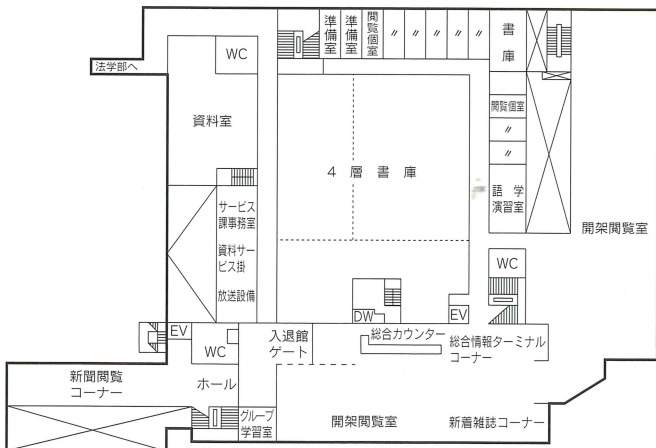 準備室
準備室
閲覧個室
〃
〃
〃
〃
〃
書庫
WC
法学部へ
資料室
閲覧個室
〃
〃
4層書庫
語学
演習室
サービス
課事務室
資料サー
ビス掛
放送設備
開架閲覧室
WC
DW
EV
EV
WC
入退館
ゲート
総合カウンター
総合情報ターミナル
コーナー
新聞閲覧
コーナー
ホール
グループ
学習室
開架閲覧室
新着雑誌コーナー